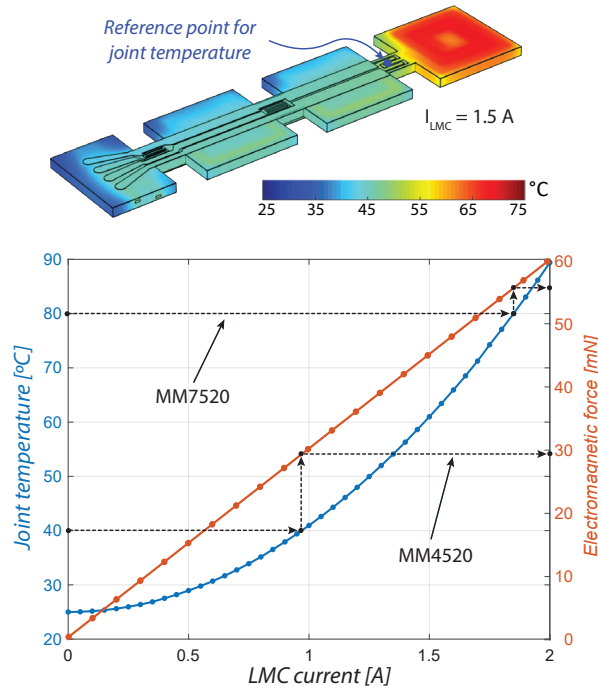 Reference point for
joint temperature
I_LMC = 1.5 A
°C
25 35 45 55 65 75
90
80
70
60
50
40
30
20
Joint temperature [ºC]
60
50
40
30
20
10
0
Electromagnetic force [mN]
MM7520
MM4520
0 0.5 1 1.5 2
LMC current [A]